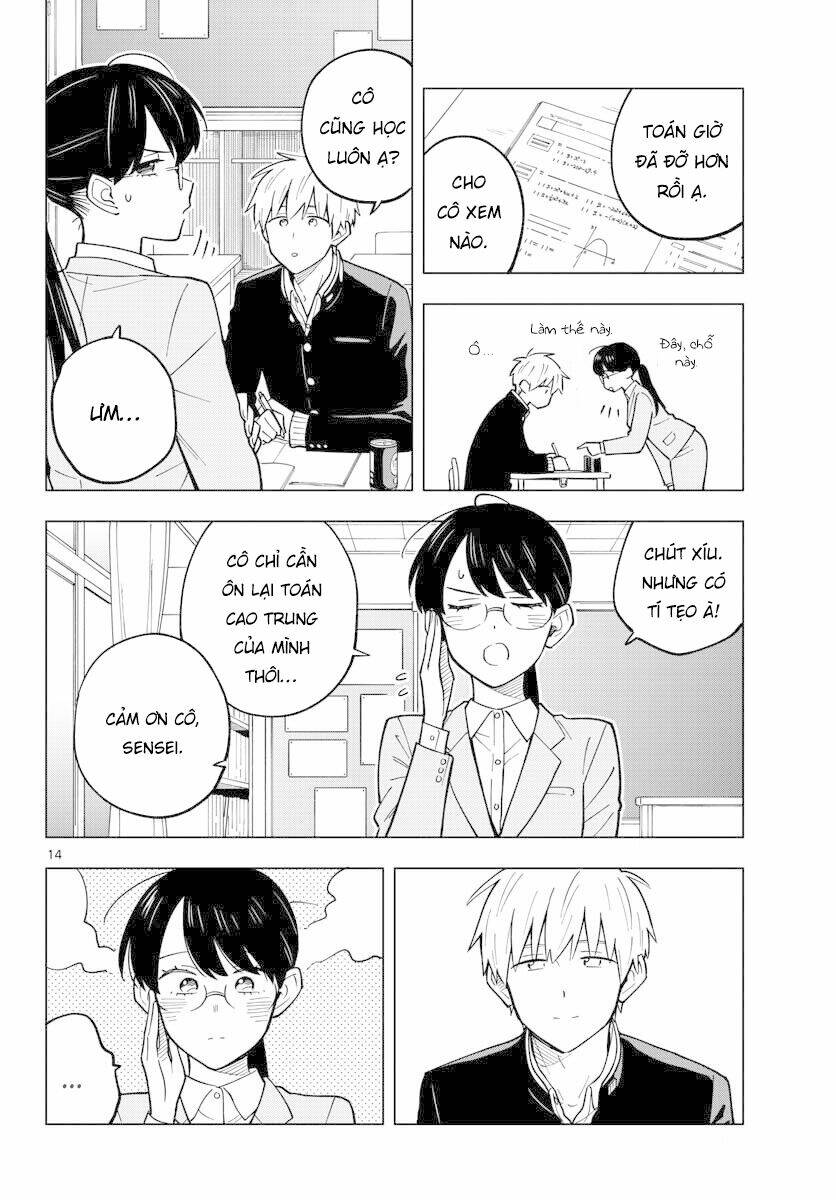 TOÁN GIỜ
ĐÃ ĐỠ HƠN
RỒI Ạ.
CHO
CÔ XEM
NÀO.
Làm thế này.
Đây, chỗ
này.
Ô...
CÔ
CŨNG HỌC
LUÔN Ạ?
ƯM...
CHÚT XÍU.
NHƯNG CÓ
TÍ TẸO À!
CÔ CHỈ CẦN
ÔN LẠI TOÁN
CAO TRUNG
CỦA MÌNH
THÔI...
CẢM ƠN CÔ,
SENSEI.
14
...